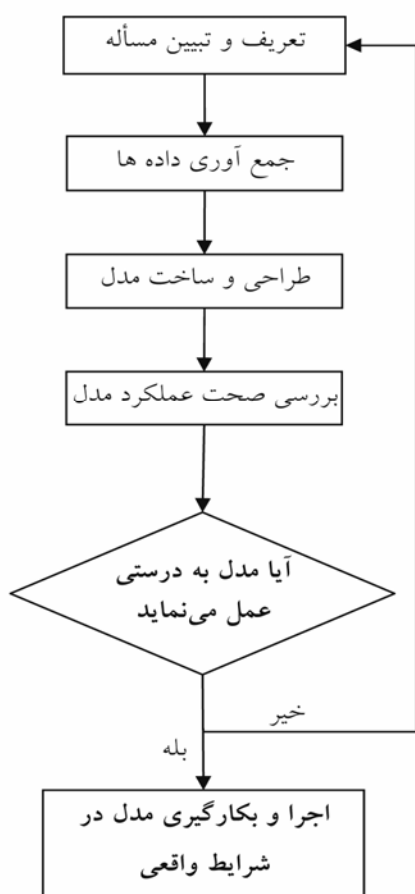 تعریف و تبیین مسأله
جمع آوری داده ها
طراحی و ساخت مدل
بررسی صحت عملکرد مدل
آیا مدل به درستی
عمل می‌نماید
خیر
بله
اجرا و بکارگیری مدل در
شرایط واقعی